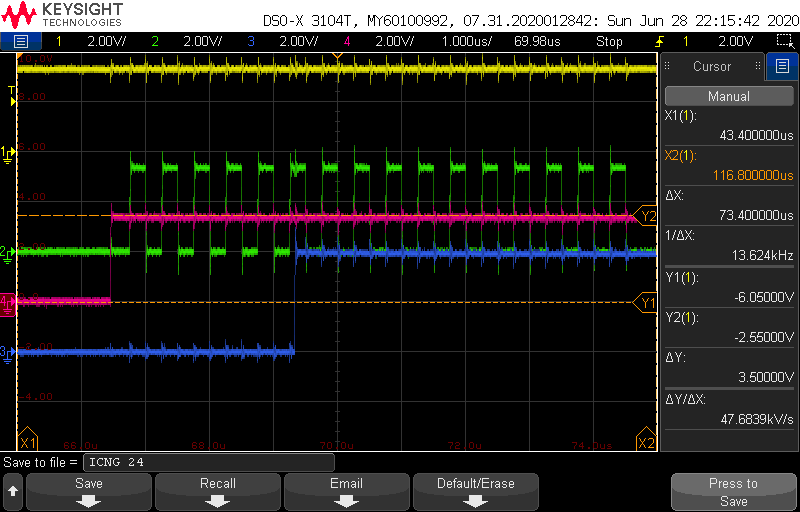 KEYSIGHT
TECHNOLOGIES
DSO-X 3104T, MY60100992, 07.31.2020012842: Sun Jun 28 22:15:42 2020
1 2.00V/ 2 2.00V/ 3 2.00V/ 4 2.00V/ 1.000us/ 69.98us Stop 1 2.00V
Cursor
Manual
X1(1):
43.400000us
X2(1):
116.800000us
ΔX:
73.400000us
1/ΔX:
13.624kHz
Y1(1):
-6.05000V
Y2(1):
-2.55000V
ΔY:
3.50000V
ΔY/ΔX:
47.6839kV/s
T
1
2
4
3
Y2
Y1
-4.00
X1
66.0u 68.0u 70.0u 72.0u 74.0u
X2
Save to file = ICNG 24
Save
Recall
Email
Default/Erase
Press to
Save